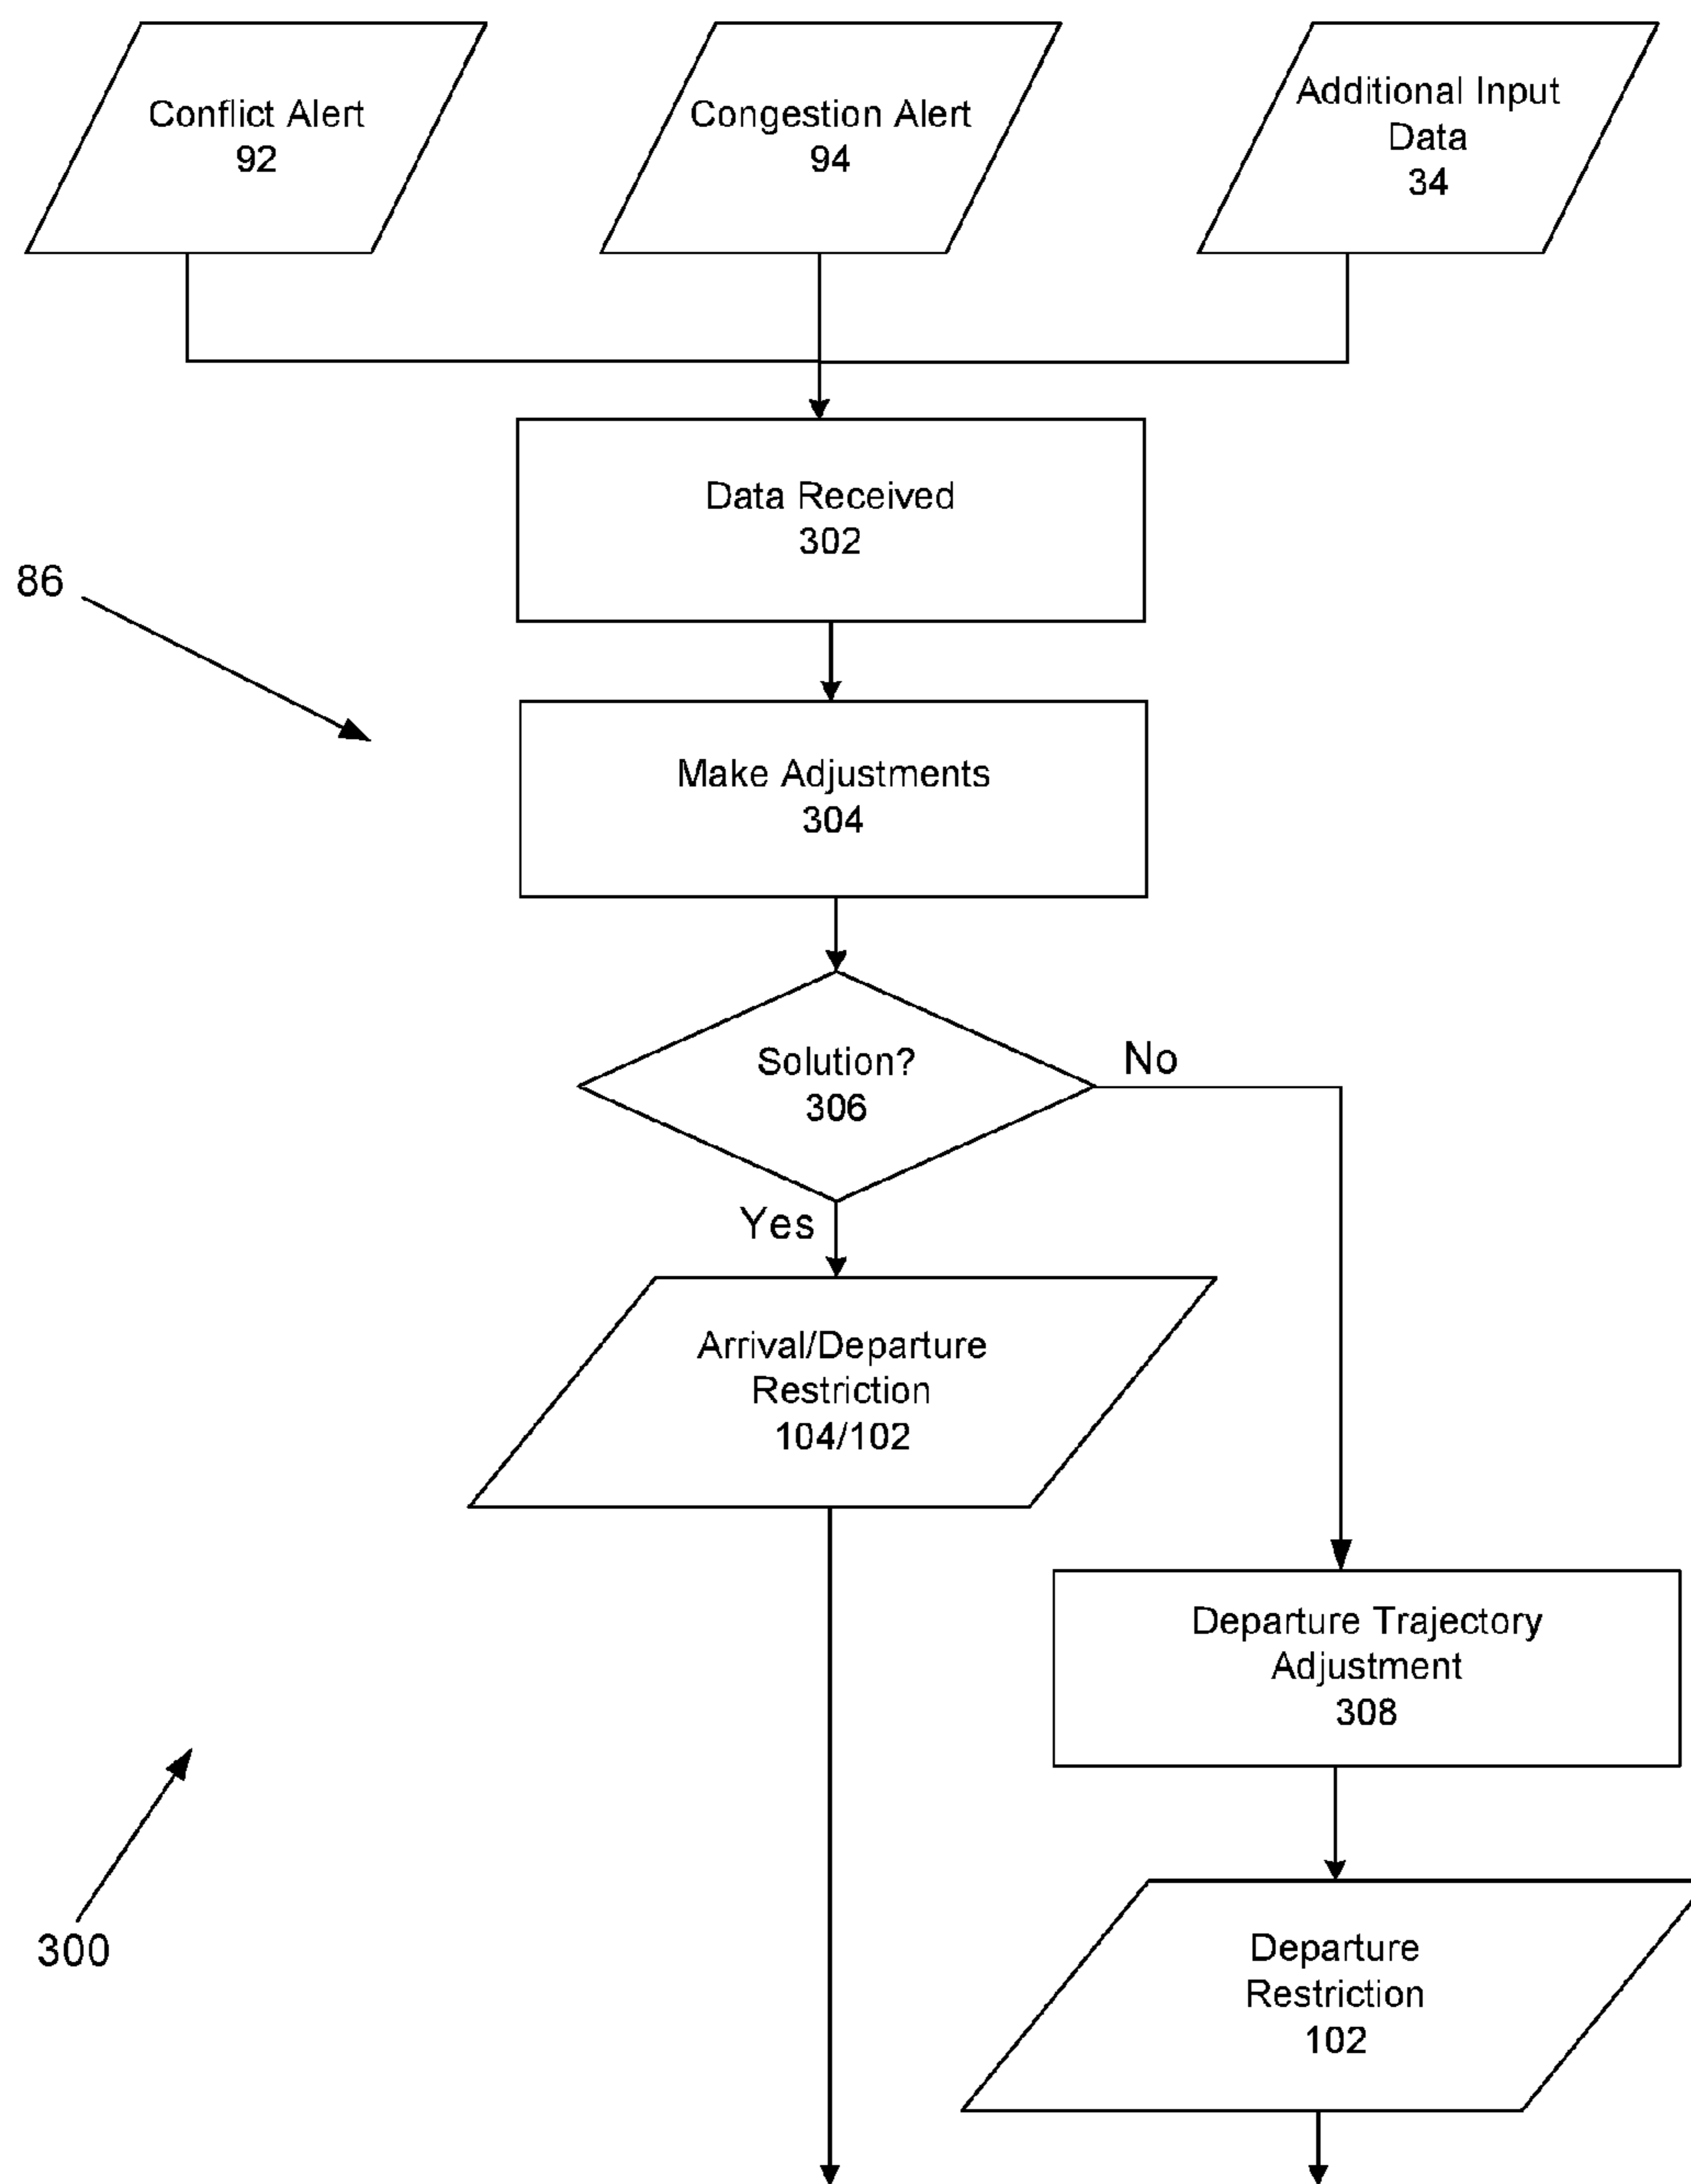 Conflict Alert
92
Congestion Alert
94
Additional Input
Data
34
Data Received
302
86
Make Adjustments
304
Solution?
306
No
Yes
Arrival/Departure
Restriction
104/102
Departure Trajectory
Adjustment
308
300
Departure
Restriction
102